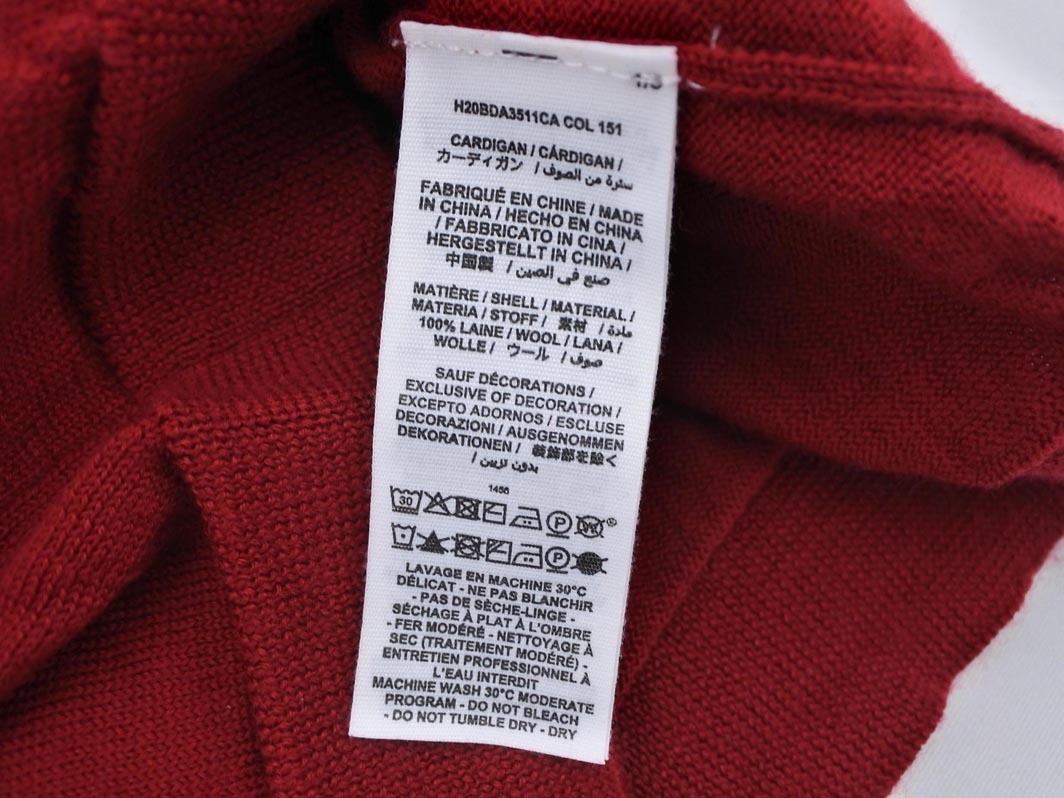 1/3
H20BDA3511CA COL 151
CARDIGAN / CÁRDIGAN /
カーディガン / سترة من الصوف
FABRIQUÉ EN CHINE / MADE
IN CHINA / HECHO EN CHINA
/ FABBRICATO IN CINA /
HERGESTELLT IN CHINA /
中国製 / صنع في الصين
MATIÈRE / SHELL / MATERIAL /
MATERIA / STOFF / 素材 / مادة
100% LAINE / WOOL / LANA /
WOLLE / ウール / صوف
SAUF DÉCORATIONS /
EXCLUSIVE OF DECORATION /
EXCEPTO ADORNOS / ESCLUSE
DECORAZIONI / AUSGENOMMEN
DEKORATIONEN / 装飾部を除く
/ بدون تزيين
1456
30 P ®
P
LAVAGE EN MACHINE 30°C
DÉLICAT - NE PAS BLANCHIR
- PAS DE SÈCHE-LINGE -
SÉCHAGE À PLAT À L'OMBRE
- FER MODÉRÉ - NETTOYAGE À
SEC (TRAITEMENT MODÉRÉ) -
ENTRETIEN PROFESSIONNEL À
L'EAU INTERDIT
MACHINE WASH 30°C MODERATE
PROGRAM - DO NOT BLEACH
- DO NOT TUMBLE DRY - DRY